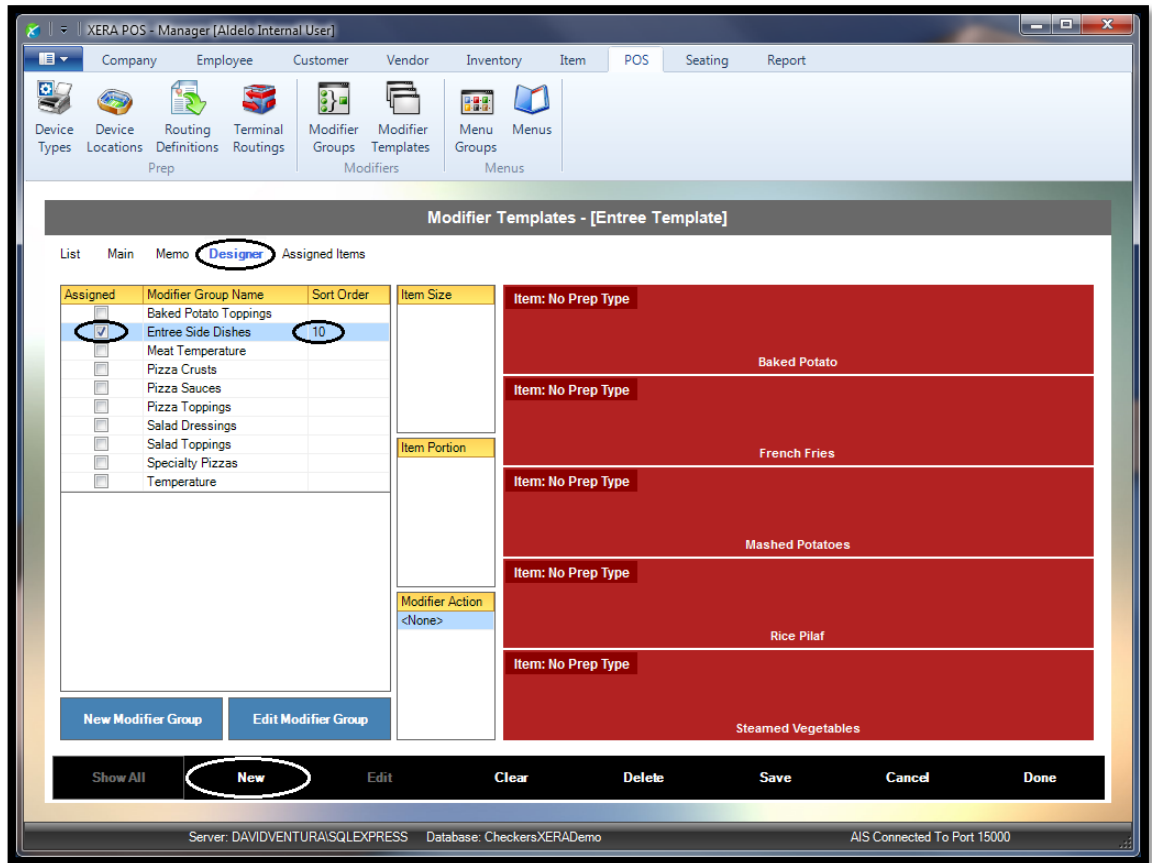 XERA POS - Manager [Aldelo Internal User]
Company Employee Customer Vendor Inventory Item POS Seating Report
Device Types
Device Locations
Routing Definitions
Terminal Routings
Modifier Groups
Modifier Templates
Menu Groups
Menus
Prep Modifiers Menus
Modifier Templates - [Entree Template]
List Main Memo Designer Assigned Items
Assigned Modifier Group Name Sort Order
Baked Potato Toppings
Entree Side Dishes 10
Meat Temperature
Pizza Crusts
Pizza Sauces
Pizza Toppings
Salad Dressings
Salad Toppings
Specialty Pizzas
Temperature
New Modifier Group Edit Modifier Group
Item Size
Item Portion
Modifier Action
<None>
Item: No Prep Type
Baked Potato
Item: No Prep Type
French Fries
Item: No Prep Type
Mashed Potatoes
Item: No Prep Type
Rice Pilaf
Item: No Prep Type
Steamed Vegetables
Show All New Edit Clear Delete Save Cancel Done
Server: DAVIDVENTURA\SQLEXPRESS Database: CheckersXERADemo AIS Connected To Port 15000